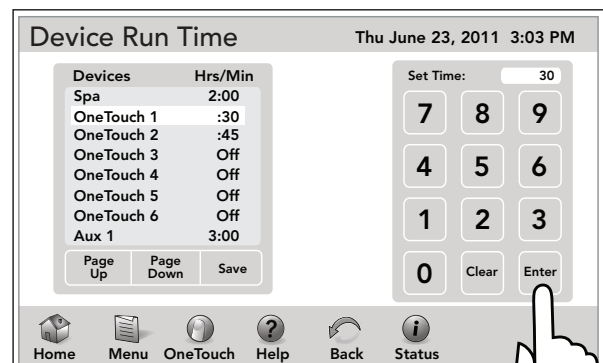 Device Run Time Thu June 23, 2011 3:03 PM
Devices Hrs/Min
Spa 2:00
OneTouch 1 :30
OneTouch 2 :45
OneTouch 3 Off
OneTouch 4 Off
OneTouch 5 Off
OneTouch 6 Off
Aux 1 3:00
Page Up Page Down Save
Set Time: 30
7 8 9
4 5 6
1 2 3
0 Clear Enter
Home Menu OneTouch Help Back Status